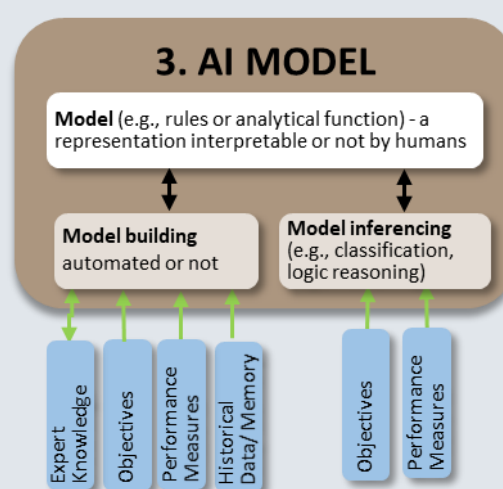 3. AI MODEL
Model (e.g., rules or analytical function) - a
representation interpretable or not by humans
Model building
automated or not
Model inferencing
(e.g., classification,
logic reasoning)
Expert
Knowledge
Objectives
Performance
Measures
Historical
Data/ Memory
Objectives
Performance
Measures